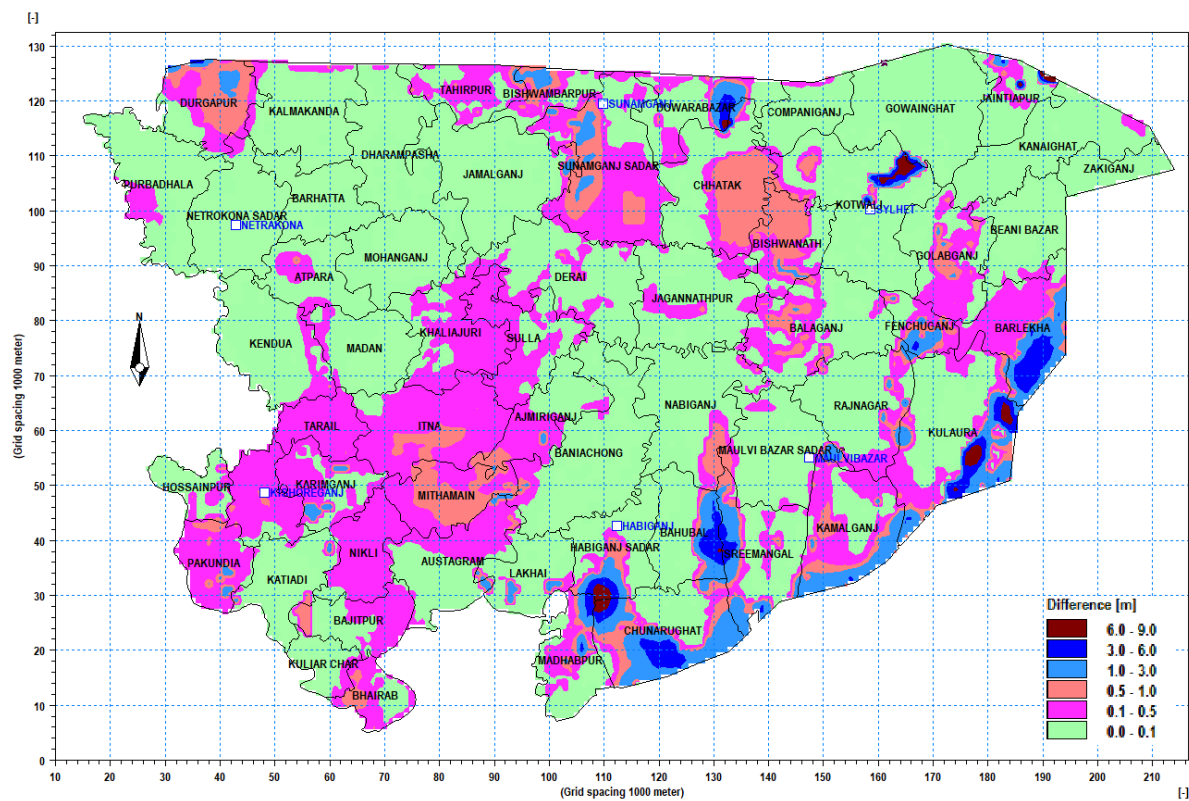 [-]
130
120
110
100
90
80
70
60
50
40
30
20
10
0
(Grid spacing 1000 meter)
N
DURGAPUR
KALMAKANDA
TAHIRPUR
BISHWAMBARPUR
SUNAMGANJ
DOWARABAZAR
COMPANIGANJ
GOWAINGHAT
JAINTIAPUR
KANAIGHAT
ZAKIGANJ
DHARAMPASHA
JAMALGANJ
SUNAMGANJ SADAR
CHHATAK
PURBADHALA
BARHATTA
NETROKONA SADAR
NETRAKONA
KOTWALI
SYLHET
BEANI BAZAR
MOHANGANJ
BISHWANATH
GOLABGANJ
ATPARA
DERAI
JAGANNATHPUR
KENDUA
MADAN
KHALIAJURI
SULLA
BALAGANJ
FENCHUGANJ
BARLEKHA
TARAIL
ITNA
AJMIRIGANJ
NABIGANJ
RAJNAGAR
KULAURA
BANIACHONG
MAULVI BAZAR SADAR
MAULVIBAZAR
HOSSAINPUR
KARIMGANJ
KISHOREGANJ
MITHAMAIN
HABIGANJ
BAHUBAL
KAMALGANJ
PAKUNDIA
NIKLI
AUSTAGRAM
HABIGANJ SADAR
SREEMANGAL
KATIADI
LAKHAI
BAJITPUR
CHUNARUGHAT
KULIAR CHAR
MADHABPUR
BHAIRAB
Difference [m]
6.0 - 9.0
3.0 - 6.0
1.0 - 3.0
0.5 - 1.0
0.1 - 0.5
0.0 - 0.1
10 20 30 40 50 60 70 80 90 100 110 120 130 140 150 160 170 180 190 200 210
(Grid spacing 1000 meter)
[-]